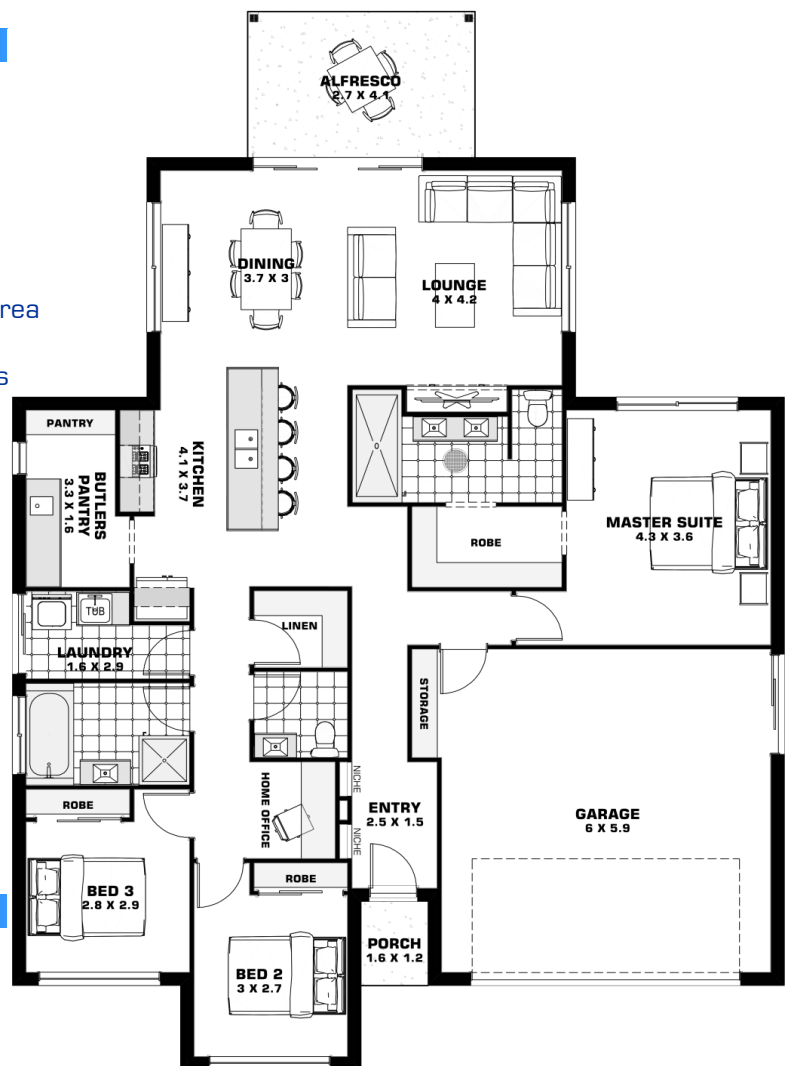 ALFRESCO
2.7 X 4.1
DINING
3.7 X 3
LOUNGE
4 X 4.2
rea
s
PANTRY
BUTLERS
PANTRY
3.3 X 1.6
KITCHEN
4.1 X 3.7
ROBE
MASTER SUITE
4.3 X 3.6
TUB
LINEN
LAUNDRY
1.6 X 2.9
STORAGE
NICHE
HOME OFFICE
ENTRY
2.5 X 1.5
NICHE
GARAGE
6 X 5.9
ROBE
BED 3
2.8 X 2.9
ROBE
PORCH
1.6 X 1.2
BED 2
3 X 2.7